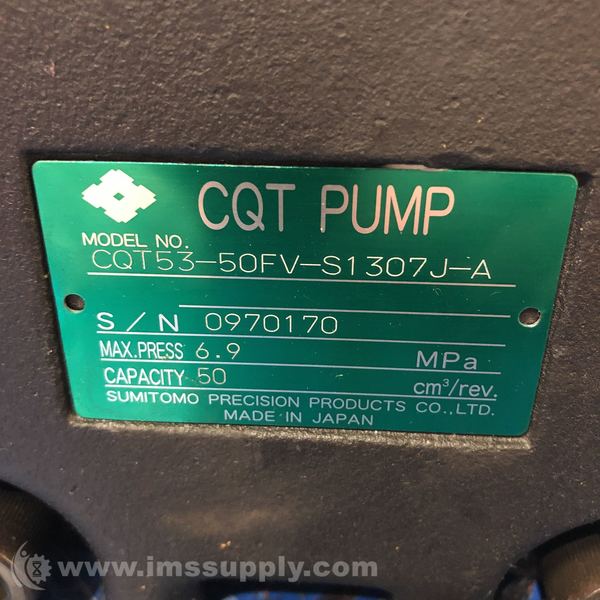 CQT PUMP
MODEL NO.
CQT53-50FV-S1307J-A
S/N 0970170
MAX.PRESS 6.9 MPa
CAPACITY 50 cm³/rev.
SUMITOMO PRECISION PRODUCTS CO.,LTD.
MADE IN JAPAN
www.imssupply.com